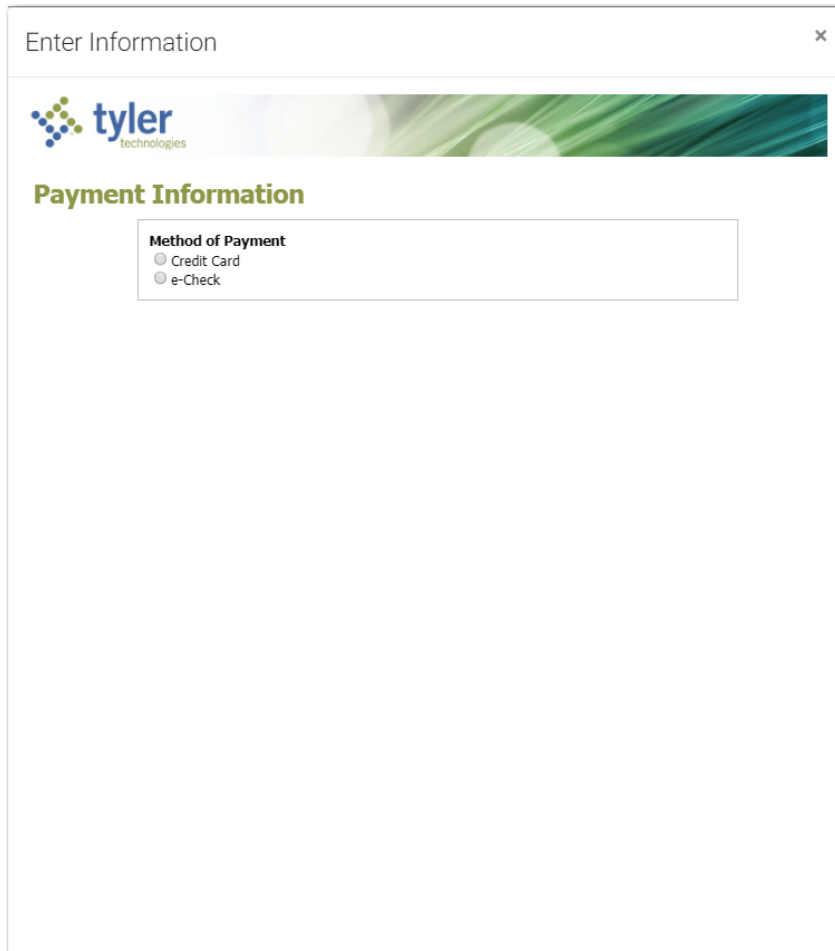 Enter Information
×
tyler
technologies
Payment Information
Method of Payment
Credit Card
e-Check